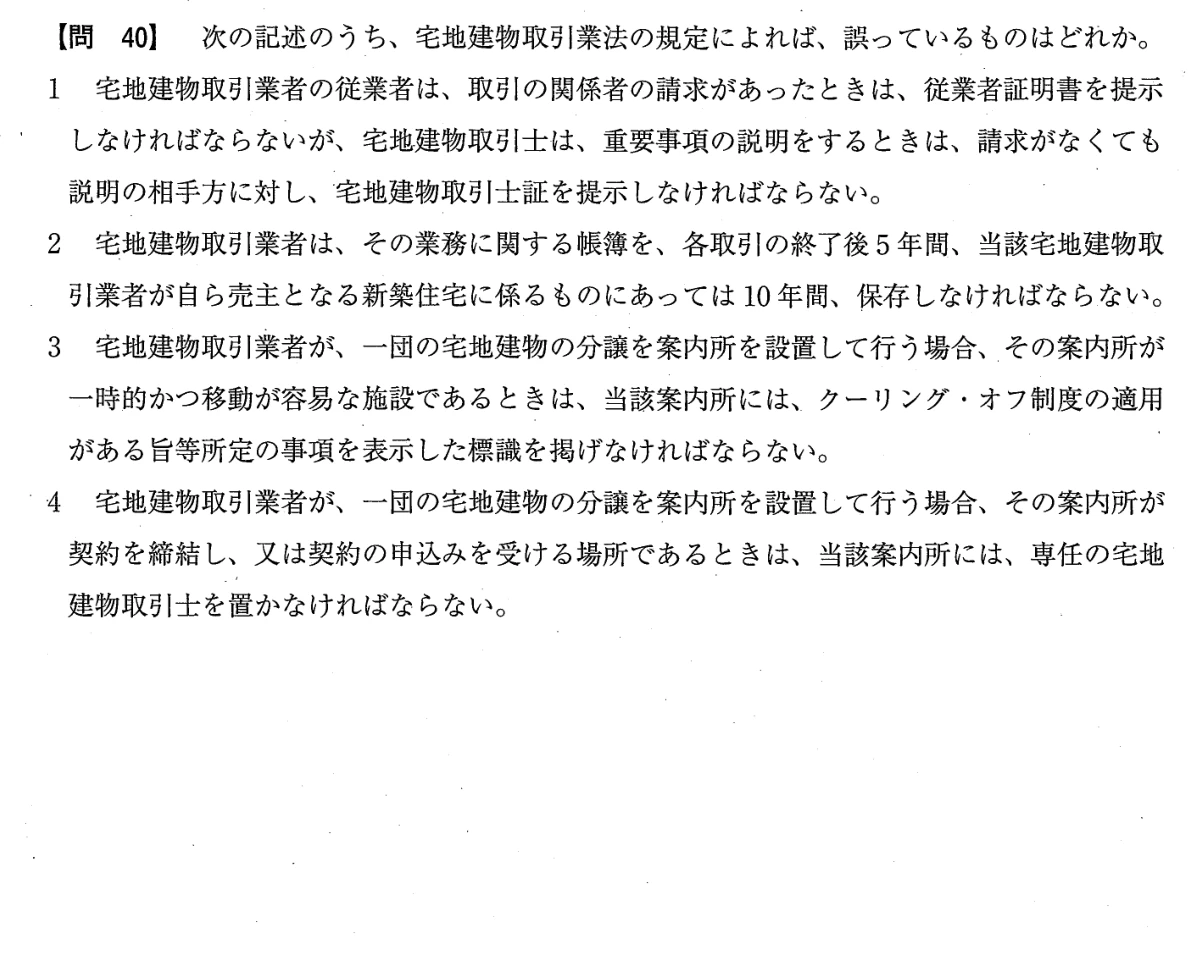 【問　40】　次の記述のうち、宅地建物取引業法の規定によれば、誤っているものはどれか。
1　宅地建物取引業者の従業者は、取引の関係者の請求があったときは、従業者証明書を提示
しなければならないが、宅地建物取引士は、重要事項の説明をするときは、請求がなくても
説明の相手方に対し、宅地建物取引士証を提示しなければならない。
2　宅地建物取引業者は、その業務に関する帳簿を、各取引の終了後5年間、当該宅地建物取
引業者が自ら売主となる新築住宅に係るものにあっては10年間、保存しなければならない。
3　宅地建物取引業者が、一団の宅地建物の分譲を案内所を設置して行う場合、その案内所が
一時的かつ移動が容易な施設であるときは、当該案内所には、クーリング・オフ制度の適用
がある旨等所定の事項を表示した標識を掲げなければならない。
4　宅地建物取引業者が、一団の宅地建物の分譲を案内所を設置して行う場合、その案内所が
契約を締結し、又は契約の申込みを受ける場所であるときは、当該案内所には、専任の宅地
建物取引士を置かなければならない。